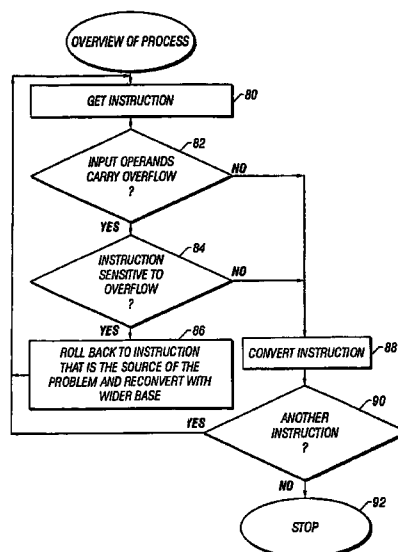 OVERVIEW OF PROCESS
GET INSTRUCTION
80
INPUT OPERANDS
CARRY OVERFLOW
?
82
NO
YES
INSTRUCTION
SENSITIVE TO
OVERFLOW
?
84
NO
YES
86
ROLL BACK TO INSTRUCTION
THAT IS THE SOURCE OF THE
PROBLEM AND RECONVERT WITH
WIDER BASE
CONVERT INSTRUCTION
88
YES
ANOTHER
INSTRUCTION
?
90
NO
STOP
92